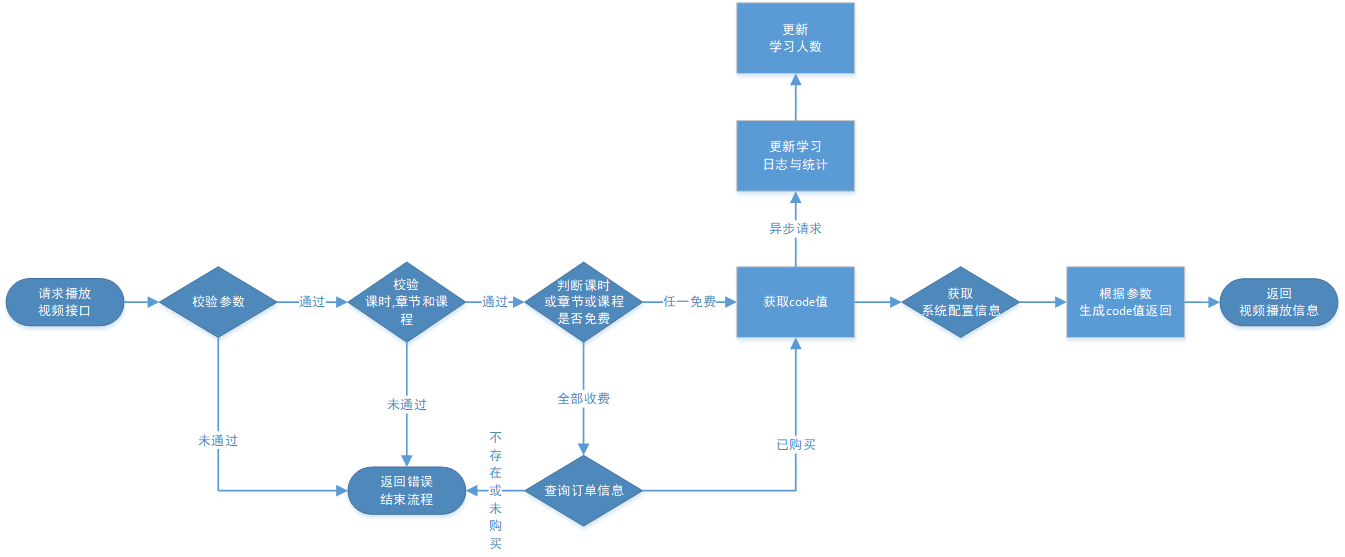 更新
学习人数
更新学习
日志与统计
异步请求
请求播放
视频接口
校验参数
通过
校验
课时,章节和课
程
通过
判断课时
或章节或课程
是否免费
任一免费
获取code值
获取
系统配置信息
根据参数
生成code值返回
返回
视频播放信息
未通过
未通过
全部收费
已购买
返回错误
结束流程
不
存
在
或
未
购
买
查询订单信息